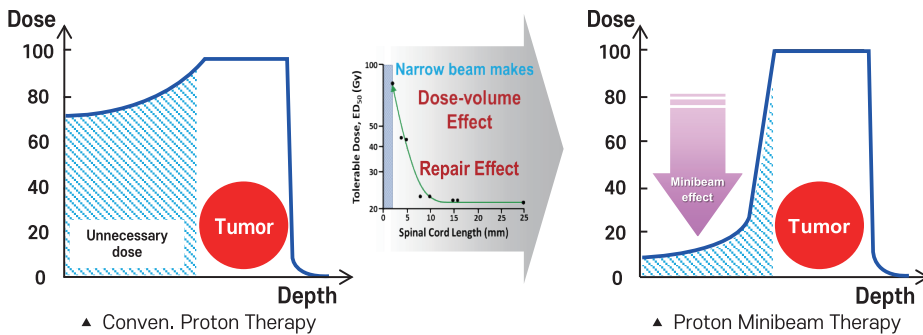 Dose
100
80
60
40
20
0
Unnecessary
dose
Tumor
Depth
▲ Conven. Proton Therapy
Tolerable Dose, ED50 (Gy)
100
50
40
30
20
0 5 10 15 20 25
Spinal Cord Length (mm)
Narrow beam makes
Dose-volume
Effect
Repair Effect
Dose
100
80
60
40
20
0
Minibeam
effect
Tumor
Depth
▲ Proton Minibeam Therapy